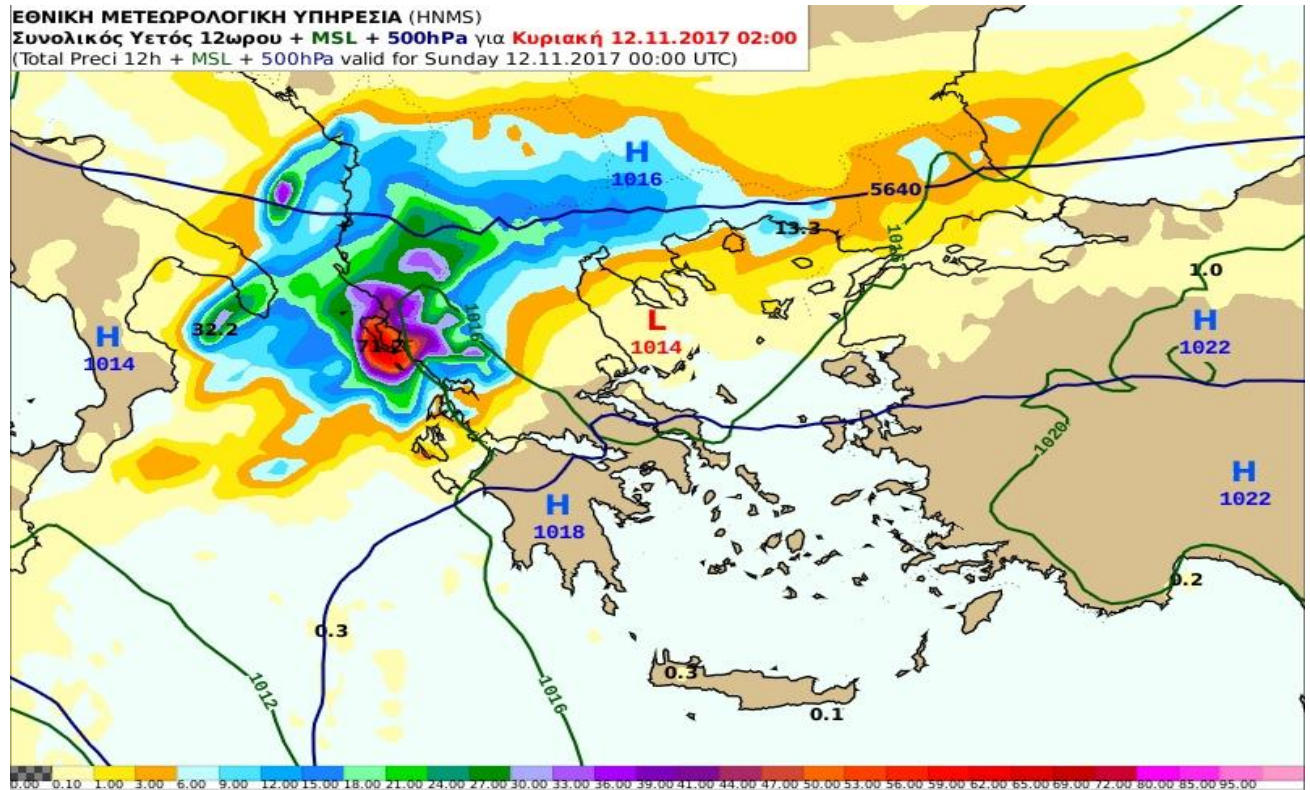 ΕΘΝΙΚΗ ΜΕΤΕΩΡΟΛΟΓΙΚΗ ΥΠΗΡΕΣΙΑ (HNMS)
Συνολικός Υετός 12ωρου + MSL + 500hPa για Κυριακή 12.11.2017 02:00
(Total Preci 12h + MSL + 500hPa valid for Sunday 12.11.2017 00:00 UTC)
H
1016
5640
13.3
1016
1.0
32.2
H
1014
71.2
1016
L
1014
H
1022
1020
H
1022
H
1018
0.2
0.3
0.3
1012
1016
0.1
0.00 0.10 1.00 3.00 6.00 9.00 12.00 15.00 18.00 21.00 24.00 27.00 30.00 33.00 36.00 39.00 41.00 44.00 47.00 50.00 53.00 56.00 59.00 62.00 65.00 69.00 72.00 80.00 85.00 95.00